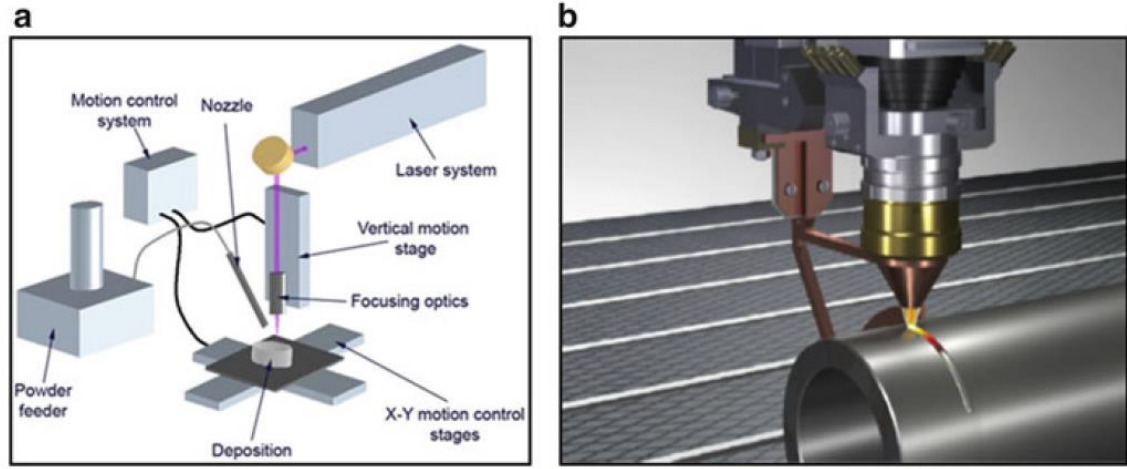 a
b
Motion control
system
Nozzle
Laser system
Vertical motion
stage
Focusing optics
Powder
feeder
X-Y motion control
stages
Deposition